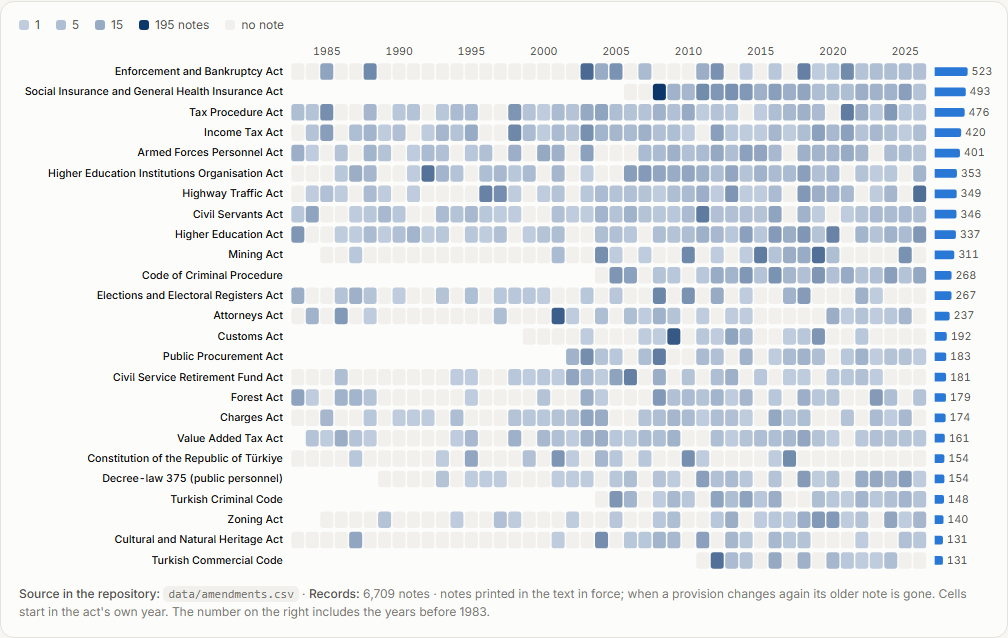 1 5 15 195 notes no note
1985 1990 1995 2000 2005 2010 2015 2020 2025
Enforcement and Bankruptcy Act 523
Social Insurance and General Health Insurance Act 493
Tax Procedure Act 476
Income Tax Act 420
Armed Forces Personnel Act 401
Higher Education Institutions Organisation Act 353
Highway Traffic Act 349
Civil Servants Act 346
Higher Education Act 337
Mining Act 311
Code of Criminal Procedure 268
Elections and Electoral Registers Act 267
Attorneys Act 237
Customs Act 192
Public Procurement Act 183
Civil Service Retirement Fund Act 181
Forest Act 179
Charges Act 174
Value Added Tax Act 161
Constitution of the Republic of Türkiye 154
Decree-law 375 (public personnel) 154
Turkish Criminal Code 148
Zoning Act 140
Cultural and Natural Heritage Act 131
Turkish Commercial Code 131
Source in the repository: data/amendments.csv · Records: 6,709 notes · notes printed in the text in force; when a provision changes again its older note is gone. Cells
start in the act's own year. The number on the right includes the years before 1983.